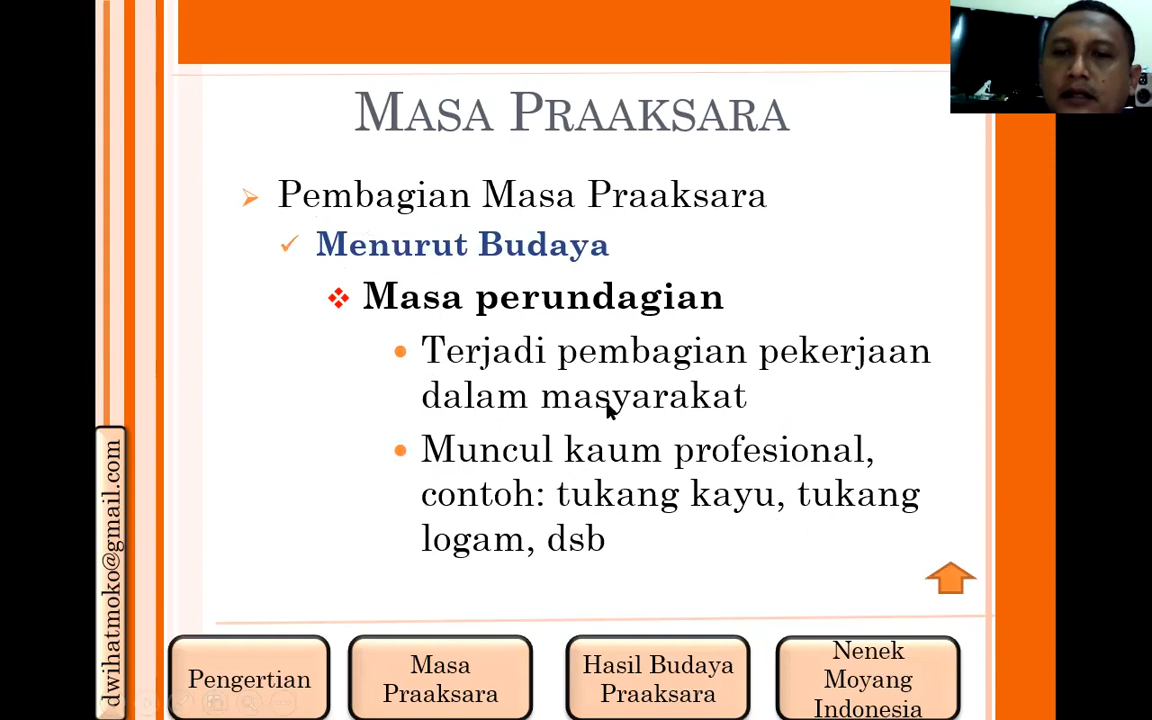 MASA PRAAKSARA
Pembagian Masa Praaksara
Menurut Budaya
Masa perundagian
Terjadi pembagian pekerjaan
dalam masyarakat
Muncul kaum profesional,
contoh: tukang kayu, tukang
logam, dsb
dwihatmoko@gmail.com
Pengertian
Masa
Praaksara
Hasil Budaya
Praaksara
Nenek
Moyang
Indonesia